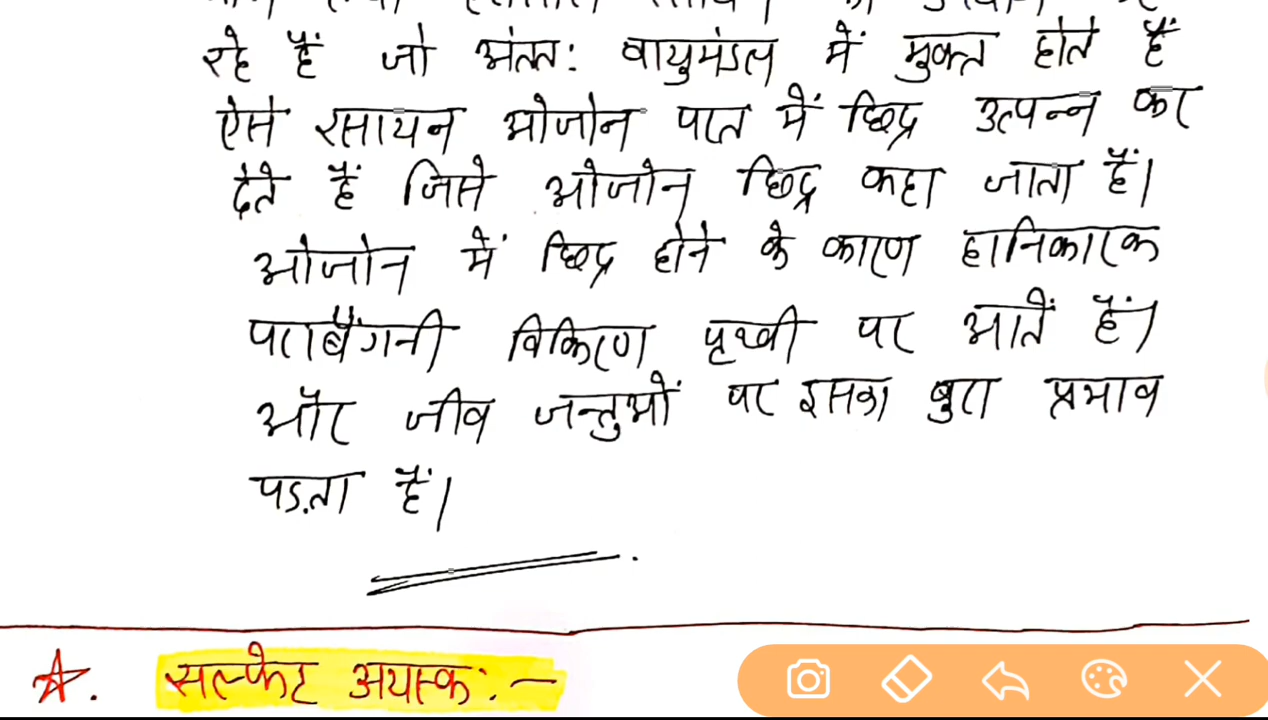 रहे हैं जो अंततः वायुमंडल में मुक्त होते हैं
ऐसे रसायन ओजोन परत में छिद्र उत्पन्न कर
देते हैं जिसे ओजोन छिद्र कहा जाता हैं।
ओजोन में छिद्र होने के कारण हानिकारक
पराबैंगनी विकिरण पृथ्वी पर आतें हैं।
और जीव जन्तुओं पर इसका बुरा प्रभाव
पड़ता हैं।
सल्फेट अयस्क:-